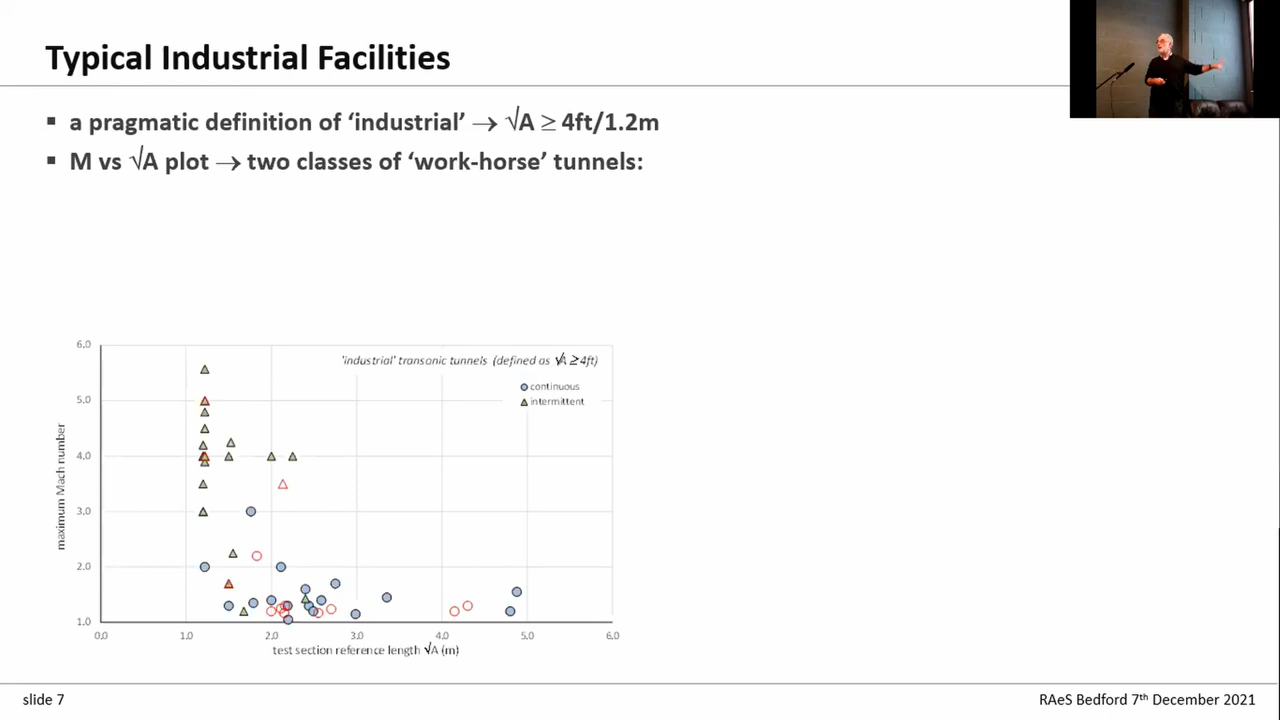 Typical Industrial Facilities
▪ a pragmatic definition of ‘industrial’ → √A ≥ 4ft/1.2m
▪ M vs √A plot → two classes of ‘work-horse’ tunnels:
'industrial' transonic tunnels (defined as √A ≥4ft)
continuous
intermittent
6.0
5.0
4.0
3.0
2.0
1.0
maximum Mach number
0.0 1.0 2.0 3.0 4.0 5.0 6.0
test section reference length √A (m)
slide 7
RAeS Bedford 7th December 2021